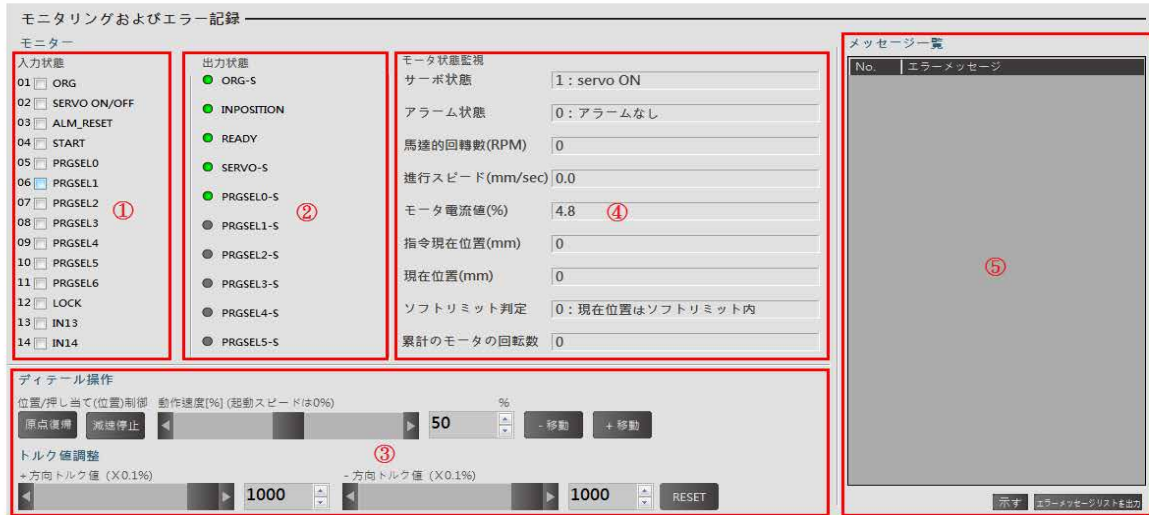 モニタリングおよびエラー記録
モニター
入力状態
01 ORG
02 SERVO ON/OFF
03 ALM_RESET
04 START
05 PRGSEL0
06 PRGSEL1
07 PRGSEL2
08 PRGSEL3
09 PRGSEL4
10 PRGSEL5
11 PRGSEL6
12 LOCK
13 IN13
14 IN14
①
出力状態
ORG-S
INPOSITION
READY
SERVO-S
PRGSEL0-S
PRGSEL1-S
PRGSEL2-S
PRGSEL3-S
PRGSEL4-S
PRGSEL5-S
②
モータ状態監視
サーボ状態 1：servo ON
アラーム状態 0：アラームなし
馬達的回轉數(RPM) 0
進行スピード(mm/sec) 0.0
モータ電流値(%) 4.8
④
指令現在位置(mm) 0
現在位置(mm) 0
ソフトリミット判定 0：現在位置はソフトリミット内
累計のモータの回転数 0
メッセージ一覧
No. エラーメッセージ
⑤
示す エラーメッセージリストを出力
ディテール操作
位置/押し当て(位置)制御 動作速度[%] (起動スピードは0%) %
原点復帰 減速停止 50 - 移動 + 移動
トルク値調整
③
+方向トルク値 (X0.1%) -方向トルク値 (X0.1%)
1000 1000 RESET